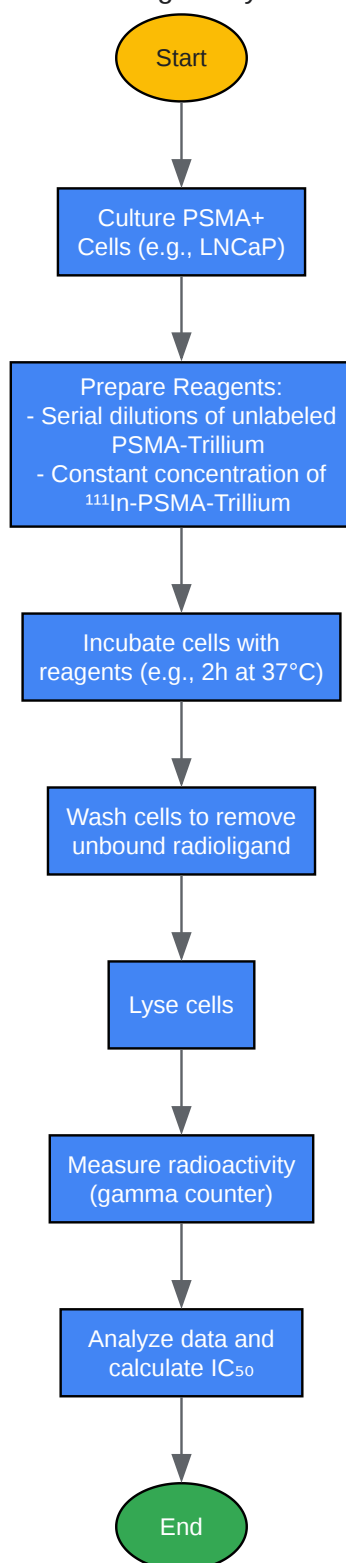 Start
Culture PSMA+
Cells (e.g., LNCaP)
Prepare Reagents:
- Serial dilutions of unlabeled
PSMA-Trillium
- Constant concentration of
¹¹¹In-PSMA-Trillium
Incubate cells with
reagents (e.g., 2h at 37°C)
Wash cells to remove
unbound radioligand
Lyse cells
Measure radioactivity
(gamma counter)
Analyze data and
calculate IC₅₀
End